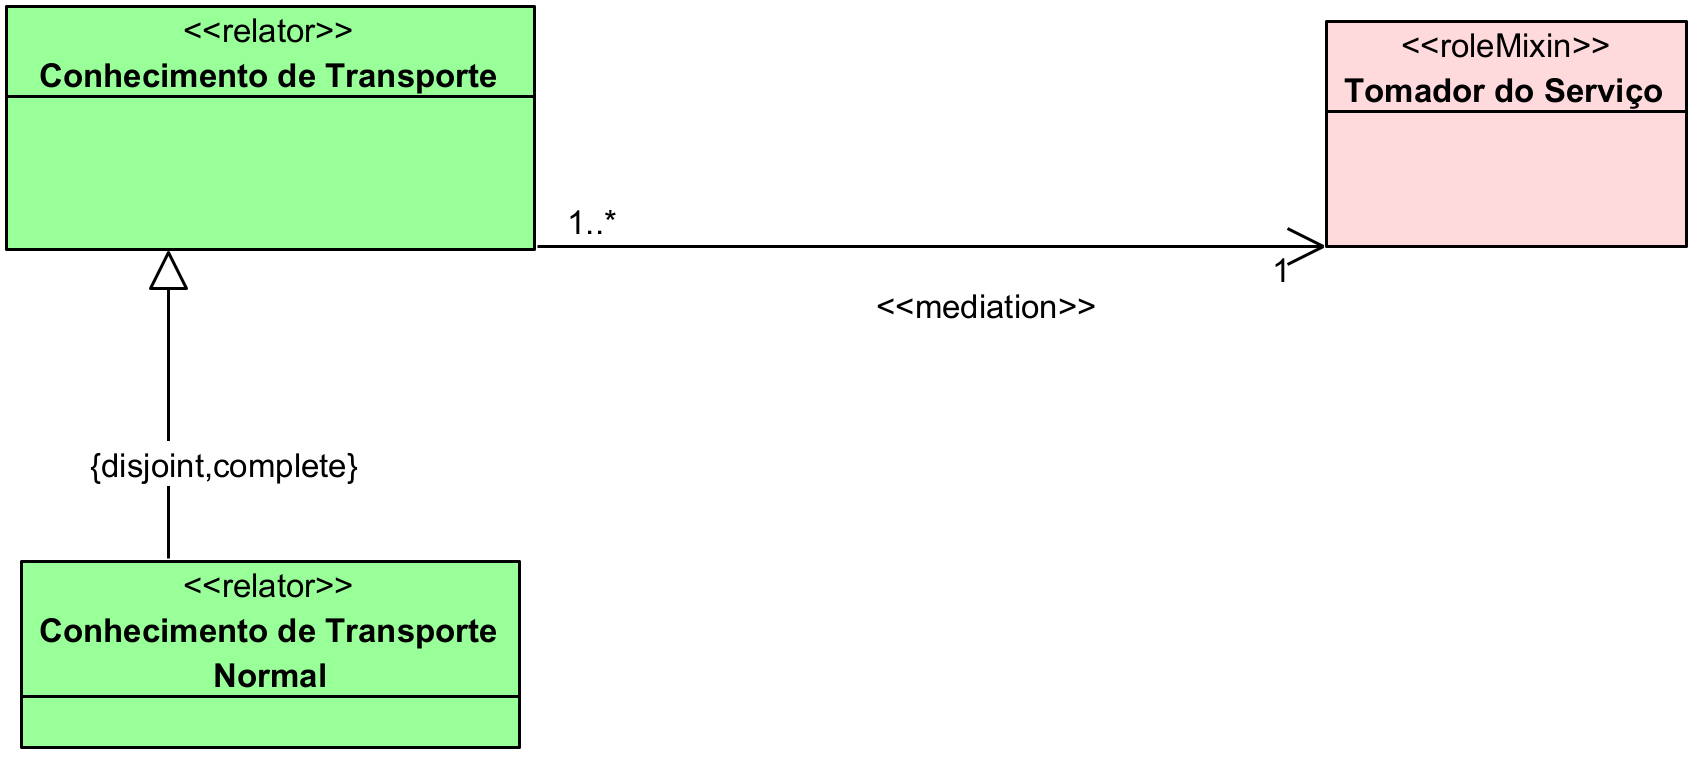 <<relator>>
Conhecimento de Transporte
<<roleMixin>>
Tomador do Serviço
1..*
1
<<mediation>>
{disjoint,complete}
<<relator>>
Conhecimento de Transporte
Normal